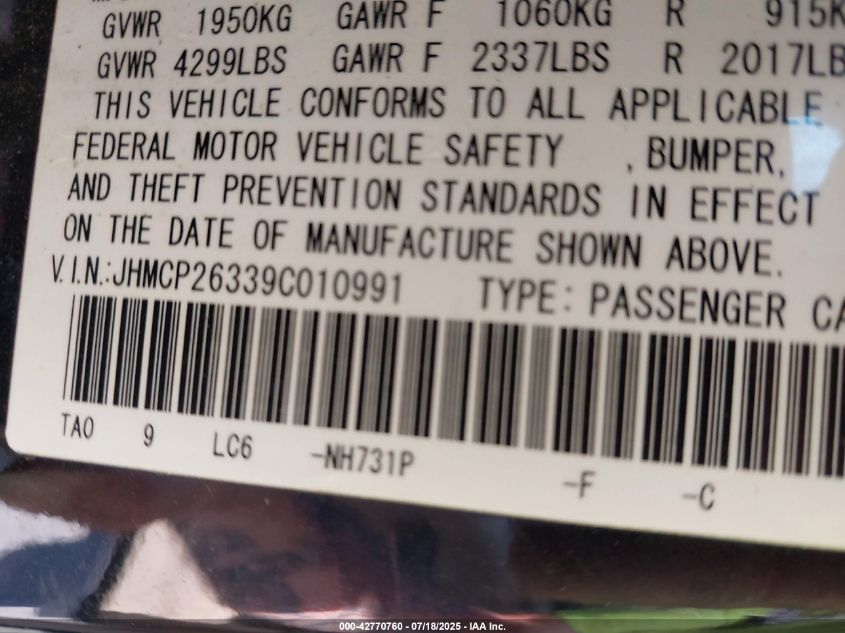 GVWR 1950KG GAWR F 1060KG R 915K
GVWR 4299LBS GAWR F 2337LBS R 2017LB
THIS VEHICLE CONFORMS TO ALL APPLICABLE
FEDERAL MOTOR VEHICLE SAFETY , BUMPER,
AND THEFT PREVENTION STANDARDS IN EFFECT
ON THE DATE OF MANUFACTURE SHOWN ABOVE.
V.I.N.:JHMCP26339C010991 TYPE: PASSENGER CA
TA0 9 LC6 -NH731P -F -C
000-42770760 - 07/18/2025 - IAA Inc.